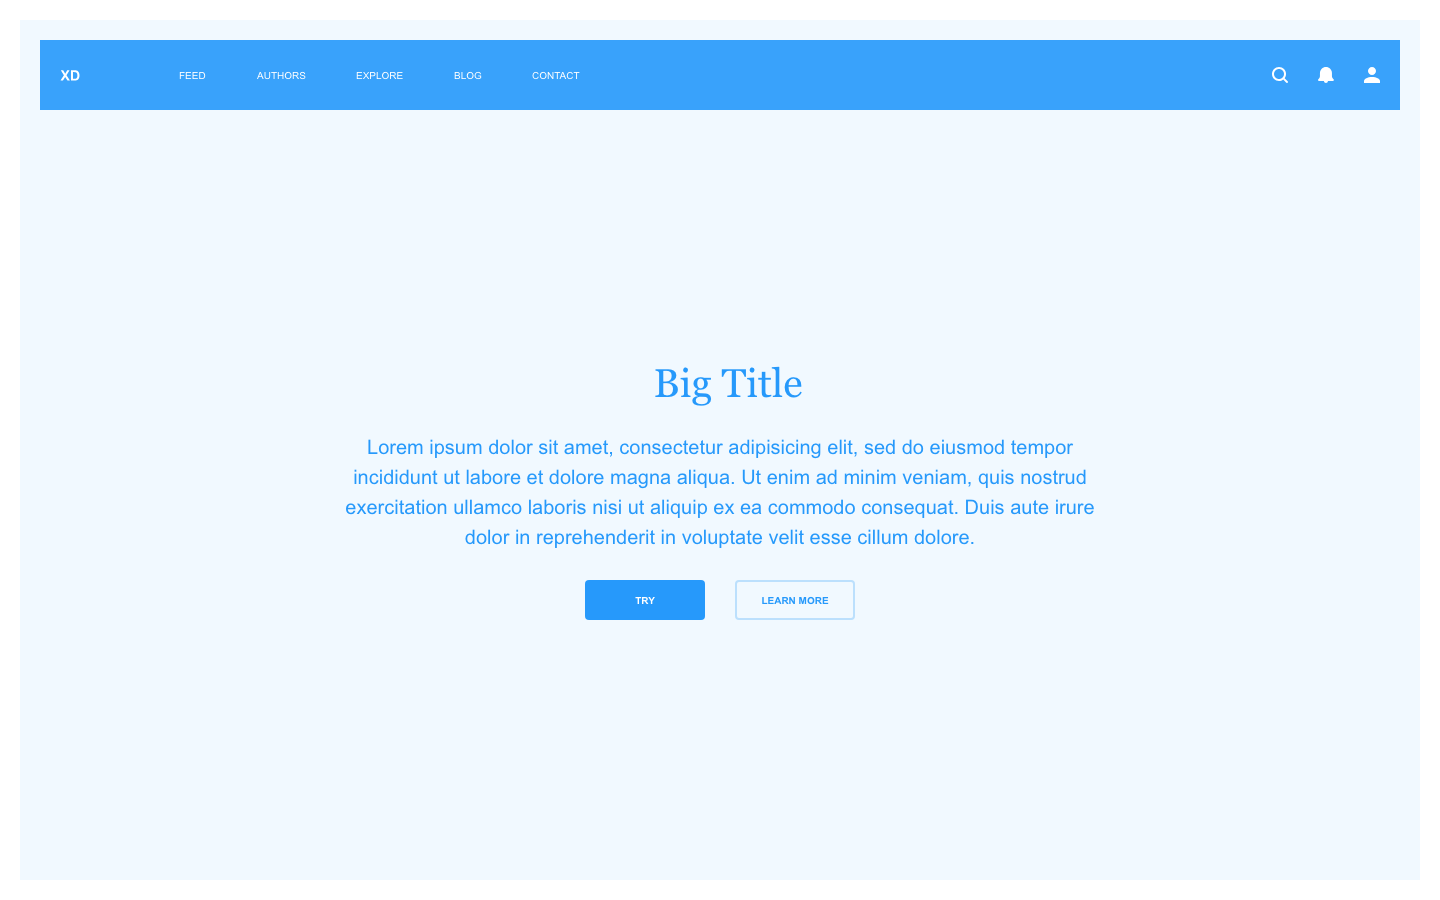 XD FEED AUTHORS EXPLORE BLOG CONTACT
Big Title
Lorem ipsum dolor sit amet, consectetur adipisicing elit, sed do eiusmod tempor
incididunt ut labore et dolore magna aliqua. Ut enim ad minim veniam, quis nostrud
exercitation ullamco laboris nisi ut aliquip ex ea commodo consequat. Duis aute irure
dolor in reprehenderit in voluptate velit esse cillum dolore.
TRY LEARN MORE